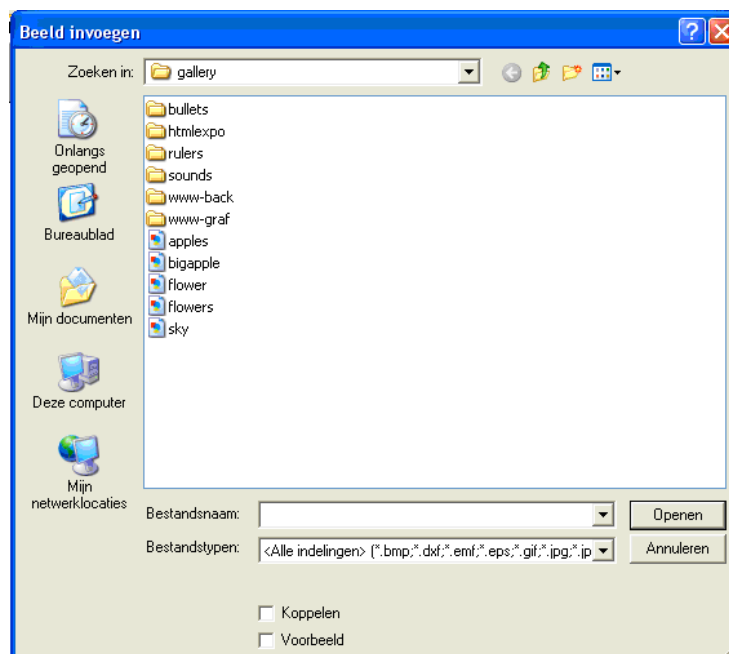 Beeld invoegen
Zoeken in:
gallery
Onlangs
geopend
Bureaublad
Mijn documenten
Deze computer
Mijn
netwerklocaties
bullets
htmlexpo
rulers
sounds
www-back
www-graf
apples
bigapple
flower
flowers
sky
Bestandsnaam:
Openen
Bestandstypen:
<Alle indelingen> (*.bmp;*.dxf;*.emf;*.eps;*.gif;*.jpg;*.jp
Annuleren
Koppelen
Voorbeeld